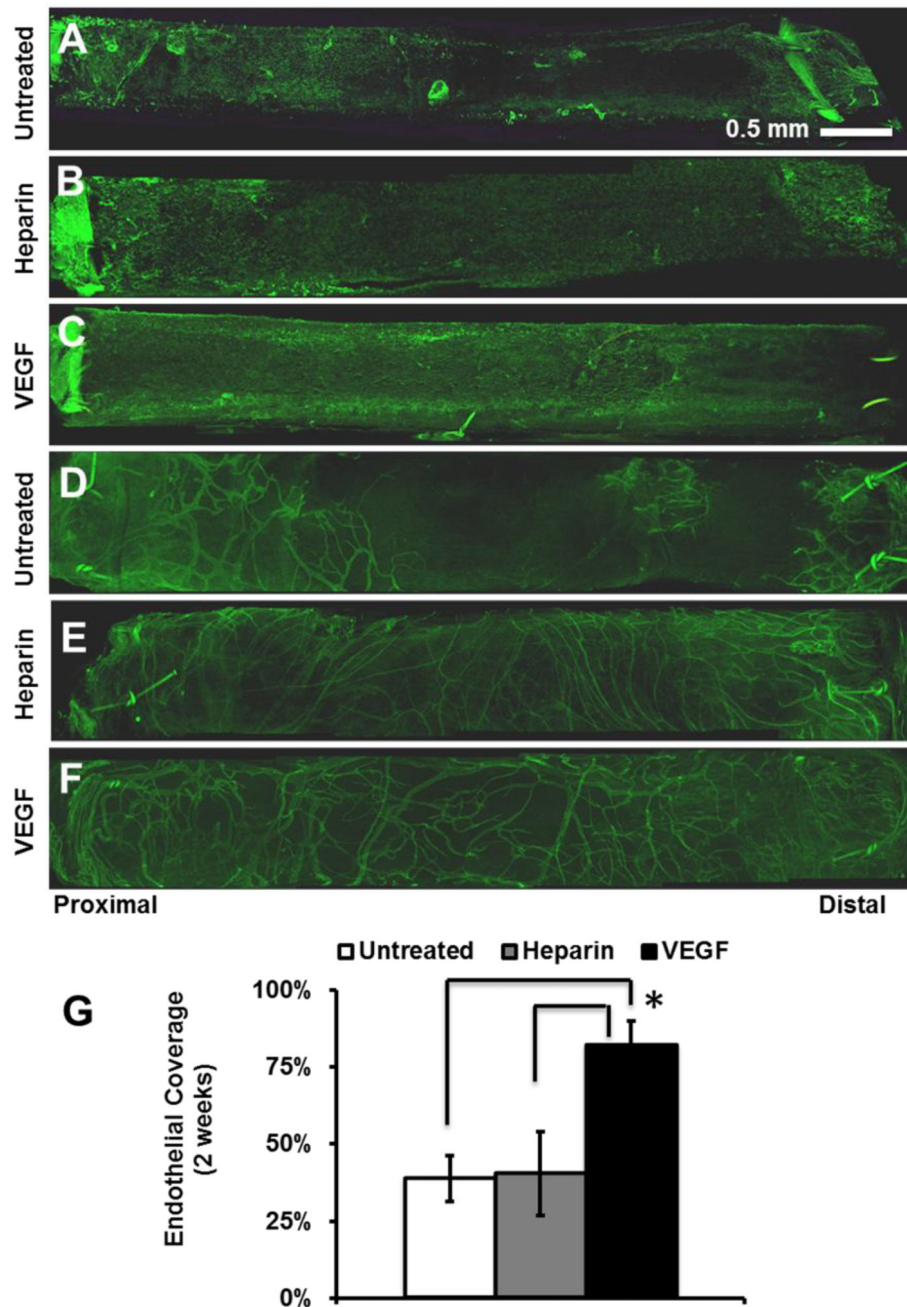 Untreated
A
0.5 mm
Heparin
B
VEGF
C
Untreated
D
Heparin
E
VEGF
F
Proximal
Distal
Untreated Heparin VEGF
G
Endothelial Coverage
(2 weeks)
100%
75%
50%
25%
0%
*